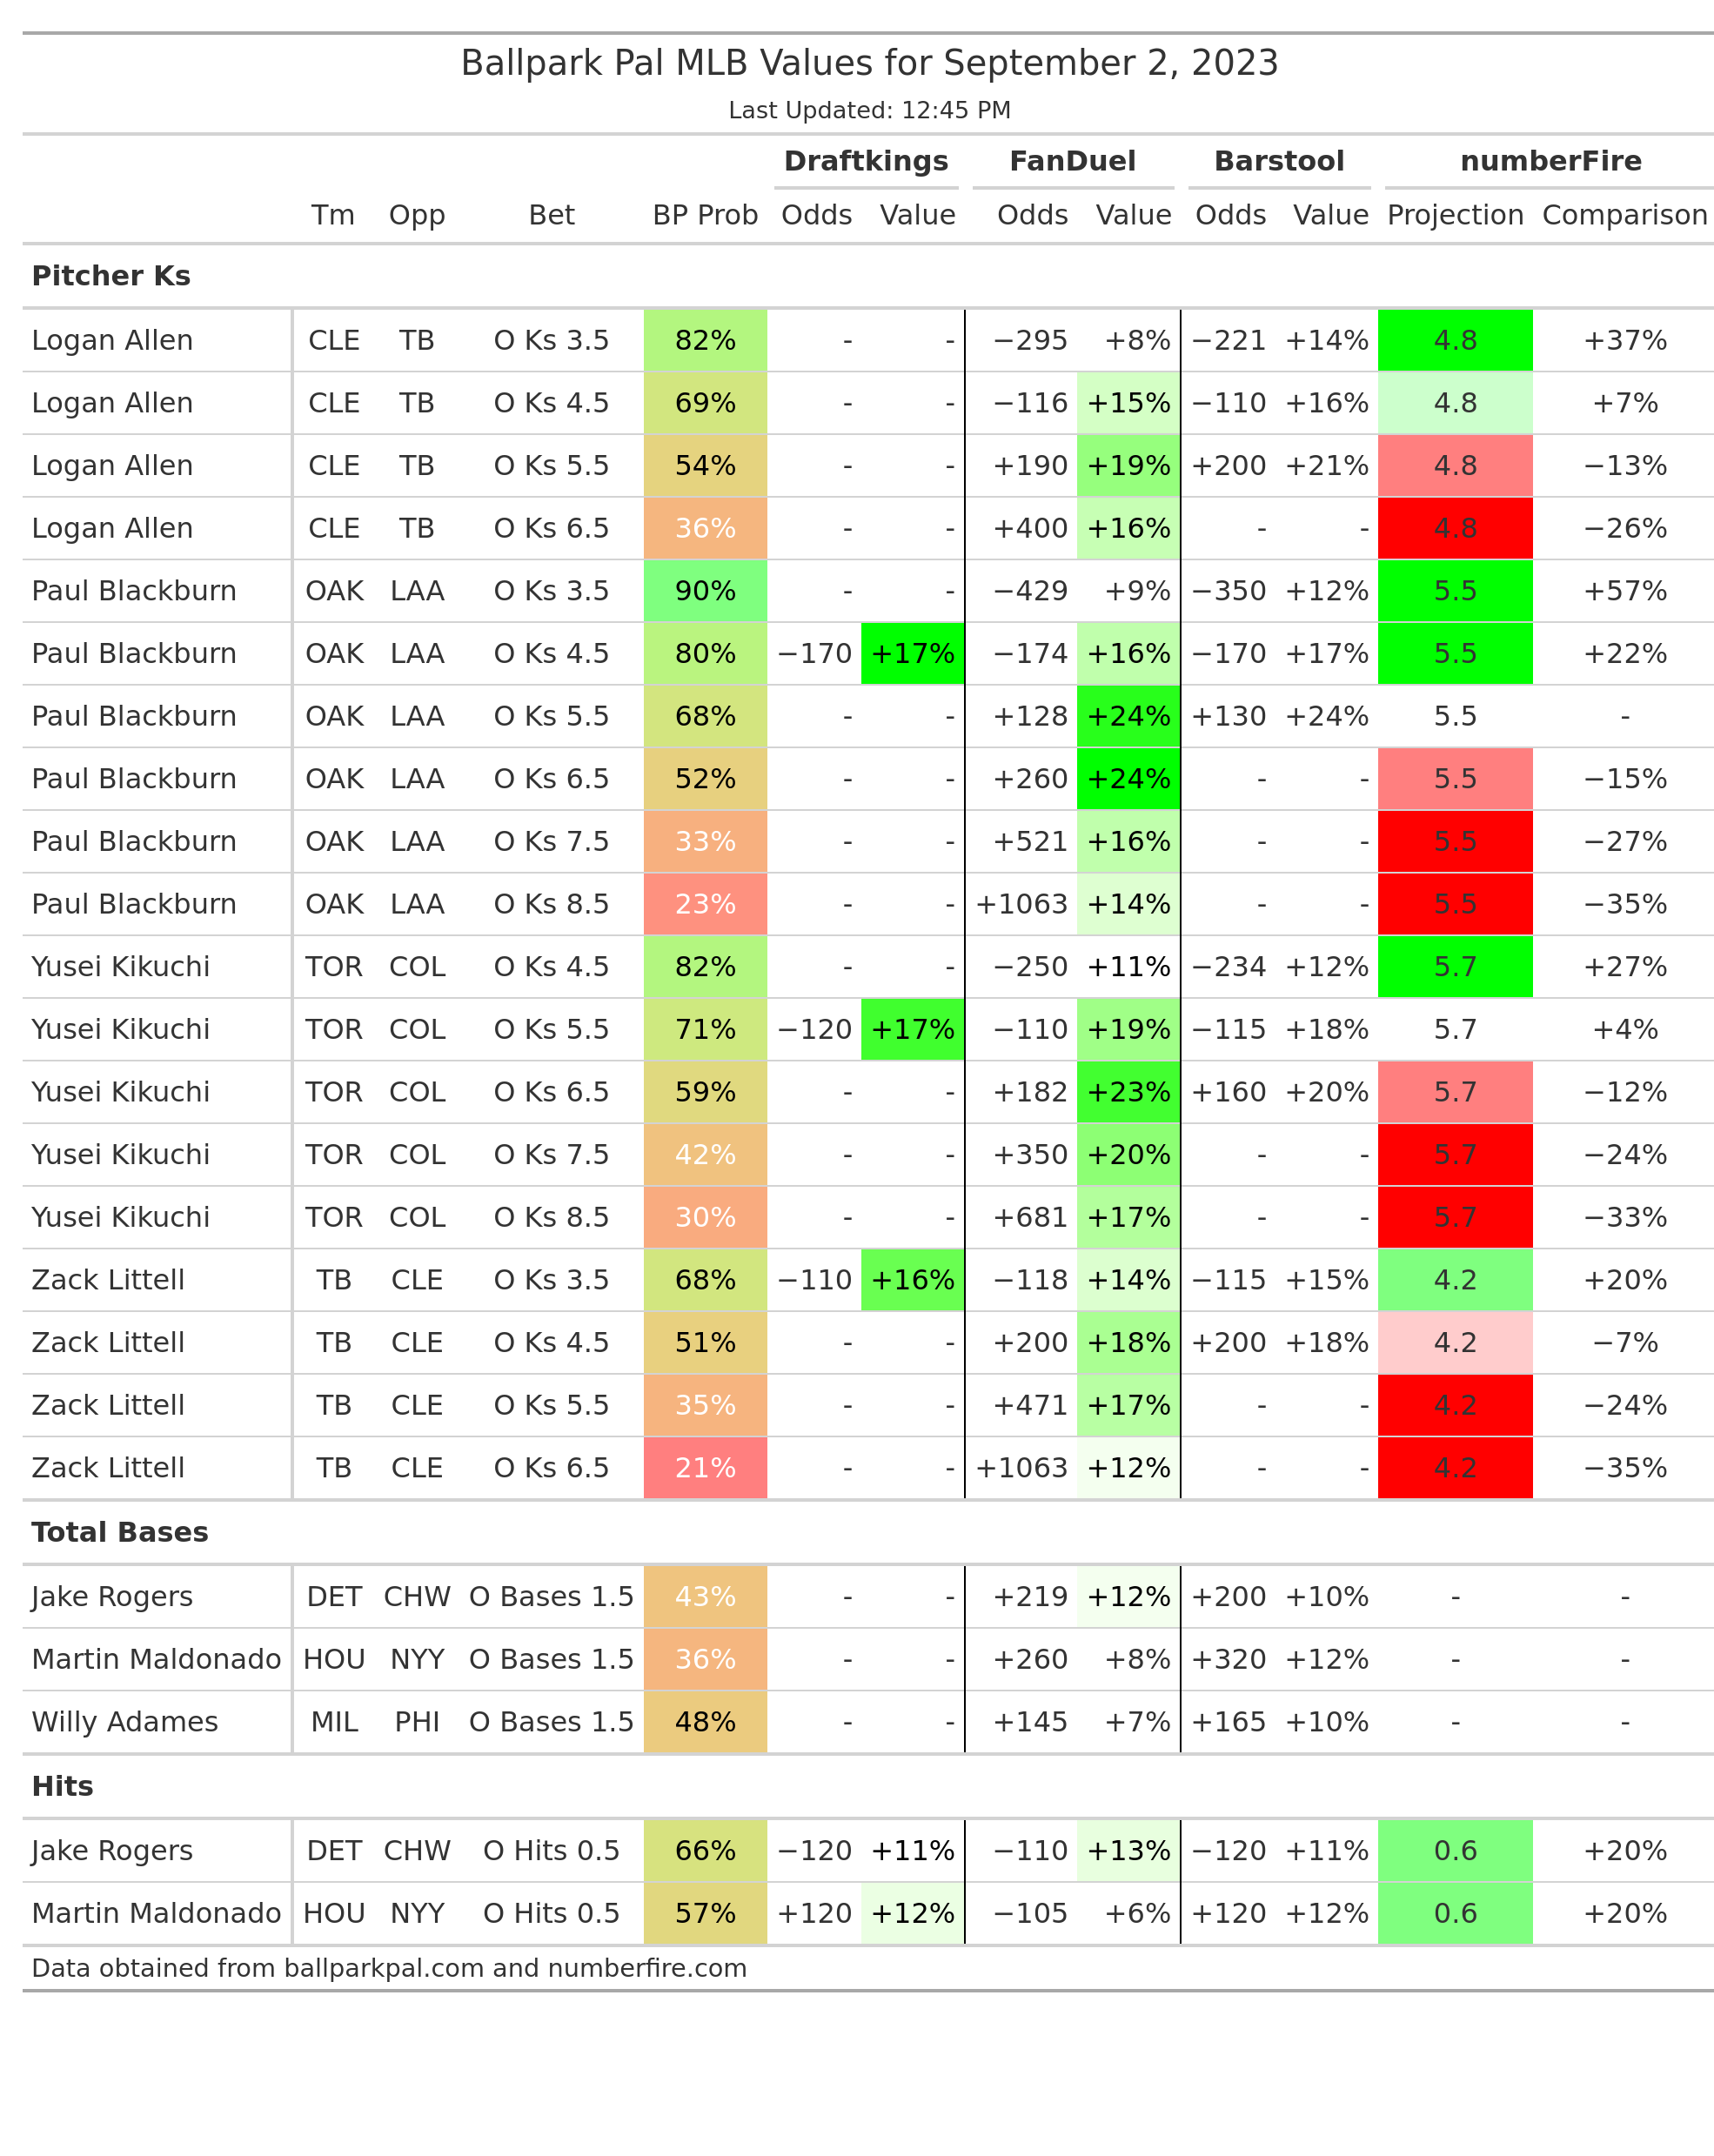 Ballpark Pal MLB Values for September 2, 2023
Last Updated: 12:45 PM
Draftkings FanDuel Barstool numberFire
Tm Opp Bet BP Prob Odds Value Odds Value Odds Value Projection Comparison
Pitcher Ks
Logan Allen CLE TB O Ks 3.5 82% - - −295 +8% −221 +14% 4.8 +37%
Logan Allen CLE TB O Ks 4.5 69% - - −116 +15% −110 +16% 4.8 +7%
Logan Allen CLE TB O Ks 5.5 54% - - +190 +19% +200 +21% 4.8 −13%
Logan Allen CLE TB O Ks 6.5 36% - - +400 +16% - - 4.8 −26%
Paul Blackburn OAK LAA O Ks 3.5 90% - - −429 +9% −350 +12% 5.5 +57%
Paul Blackburn OAK LAA O Ks 4.5 80% −170 +17% −174 +16% −170 +17% 5.5 +22%
Paul Blackburn OAK LAA O Ks 5.5 68% - - +128 +24% +130 +24% 5.5 -
Paul Blackburn OAK LAA O Ks 6.5 52% - - +260 +24% - - 5.5 −15%
Paul Blackburn OAK LAA O Ks 7.5 33% - - +521 +16% - - 5.5 −27%
Paul Blackburn OAK LAA O Ks 8.5 23% - - +1063 +14% - - 5.5 −35%
Yusei Kikuchi TOR COL O Ks 4.5 82% - - −250 +11% −234 +12% 5.7 +27%
Yusei Kikuchi TOR COL O Ks 5.5 71% −120 +17% −110 +19% −115 +18% 5.7 +4%
Yusei Kikuchi TOR COL O Ks 6.5 59% - - +182 +23% +160 +20% 5.7 −12%
Yusei Kikuchi TOR COL O Ks 7.5 42% - - +350 +20% - - 5.7 −24%
Yusei Kikuchi TOR COL O Ks 8.5 30% - - +681 +17% - - 5.7 −33%
Zack Littell TB CLE O Ks 3.5 68% −110 +16% −118 +14% −115 +15% 4.2 +20%
Zack Littell TB CLE O Ks 4.5 51% - - +200 +18% +200 +18% 4.2 −7%
Zack Littell TB CLE O Ks 5.5 35% - - +471 +17% - - 4.2 −24%
Zack Littell TB CLE O Ks 6.5 21% - - +1063 +12% - - 4.2 −35%
Total Bases
Jake Rogers DET CHW O Bases 1.5 43% - - +219 +12% +200 +10% - -
Martin Maldonado HOU NYY O Bases 1.5 36% - - +260 +8% +320 +12% - -
Willy Adames MIL PHI O Bases 1.5 48% - - +145 +7% +165 +10% - -
Hits
Jake Rogers DET CHW O Hits 0.5 66% −120 +11% −110 +13% −120 +11% 0.6 +20%
Martin Maldonado HOU NYY O Hits 0.5 57% +120 +12% −105 +6% +120 +12% 0.6 +20%
Data obtained from ballparkpal.com and numberfire.com